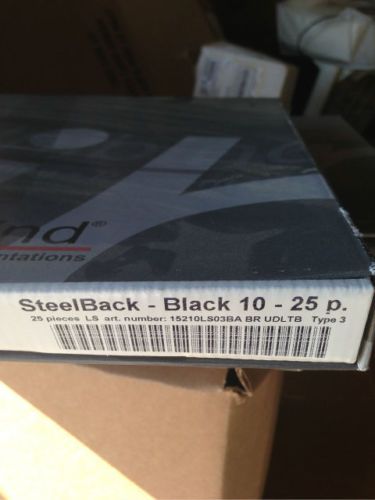 nd®
ntations
SteelBack - Black 10 - 25 p.
25 pieces LS art. number: 15210LS03BA BR UDLTB Type 3